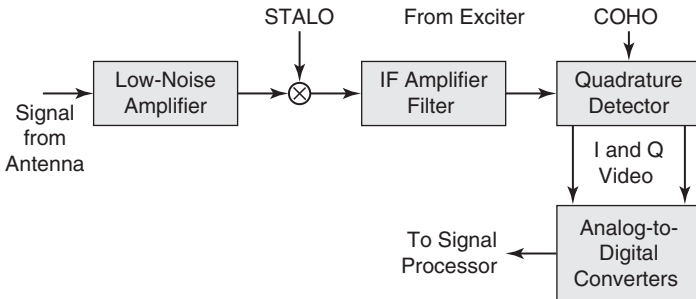 STALO
From Exciter
COHO
Low-Noise
Amplifier
IF Amplifier
Filter
Quadrature
Detector
Signal
from
Antenna
I and Q
Video
To Signal
Processor
Analog-to-
Digital
Converters